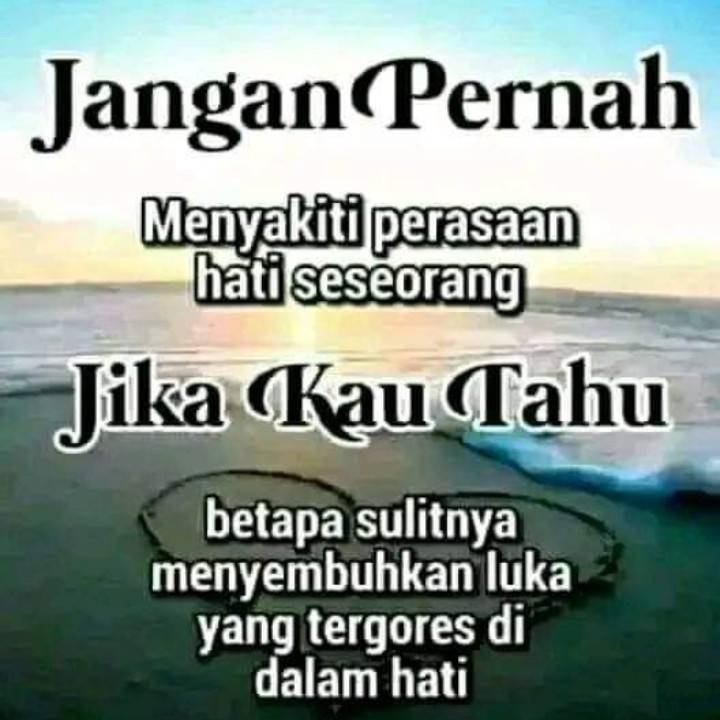 Jangan Pernah
Menyakiti perasaan
hati seseorang
Jika Kau Tahu
betapa sulitnya
menyembuhkan luka
yang tergores di
dalam hati